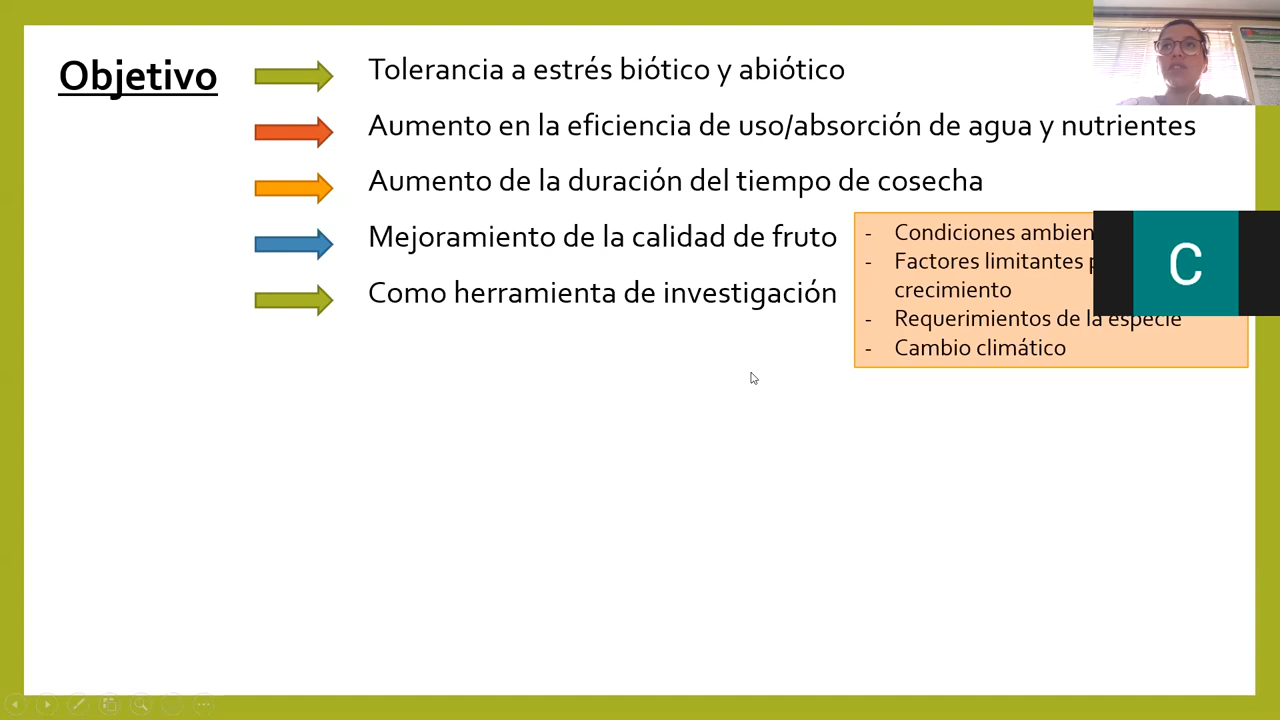 Objetivo
Tolerancia a estrés biótico y abiótico
Aumento en la eficiencia de uso/absorción de agua y nutrientes
Aumento de la duración del tiempo de cosecha
Mejoramiento de la calidad de fruto
Como herramienta de investigación
- Condiciones
- Factores limitantes
crecimiento
- Requerimientos de la especie
- Cambio climático
C